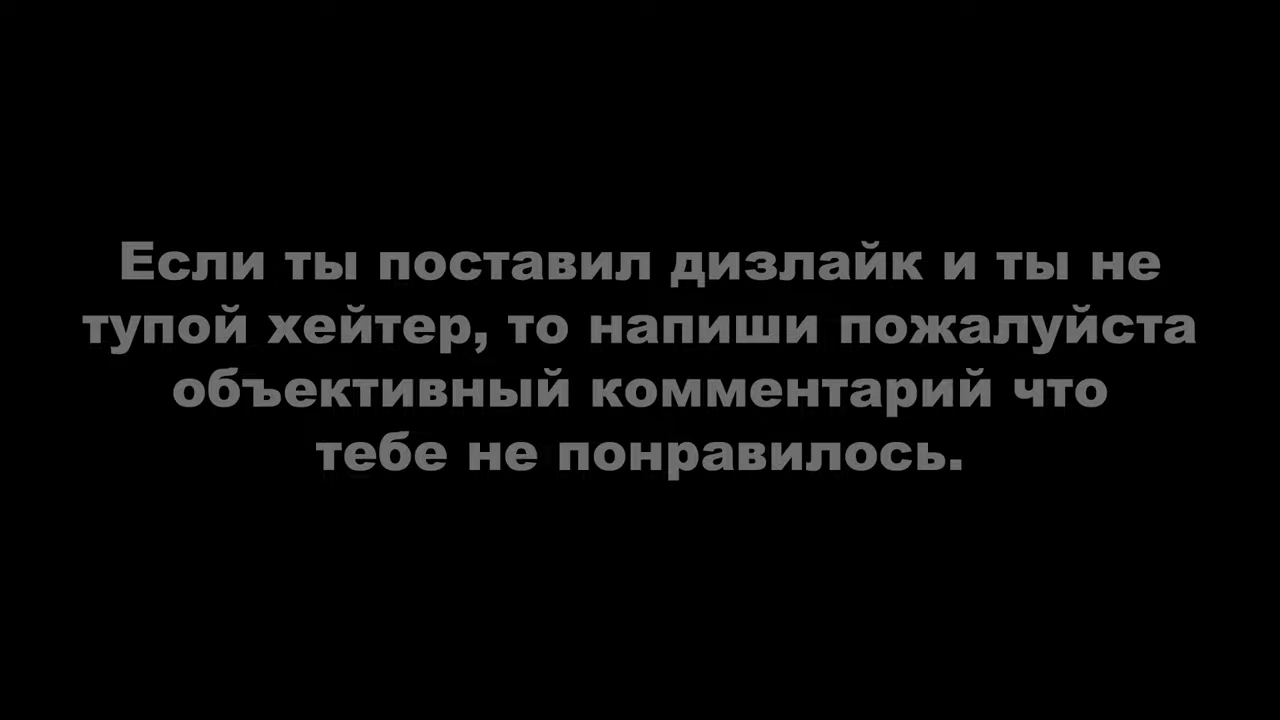 Если ты поставил дизлайк и ты не
тупой хейтер, то напиши пожалуйста
объективный комментарий что
тебе не понравилось.